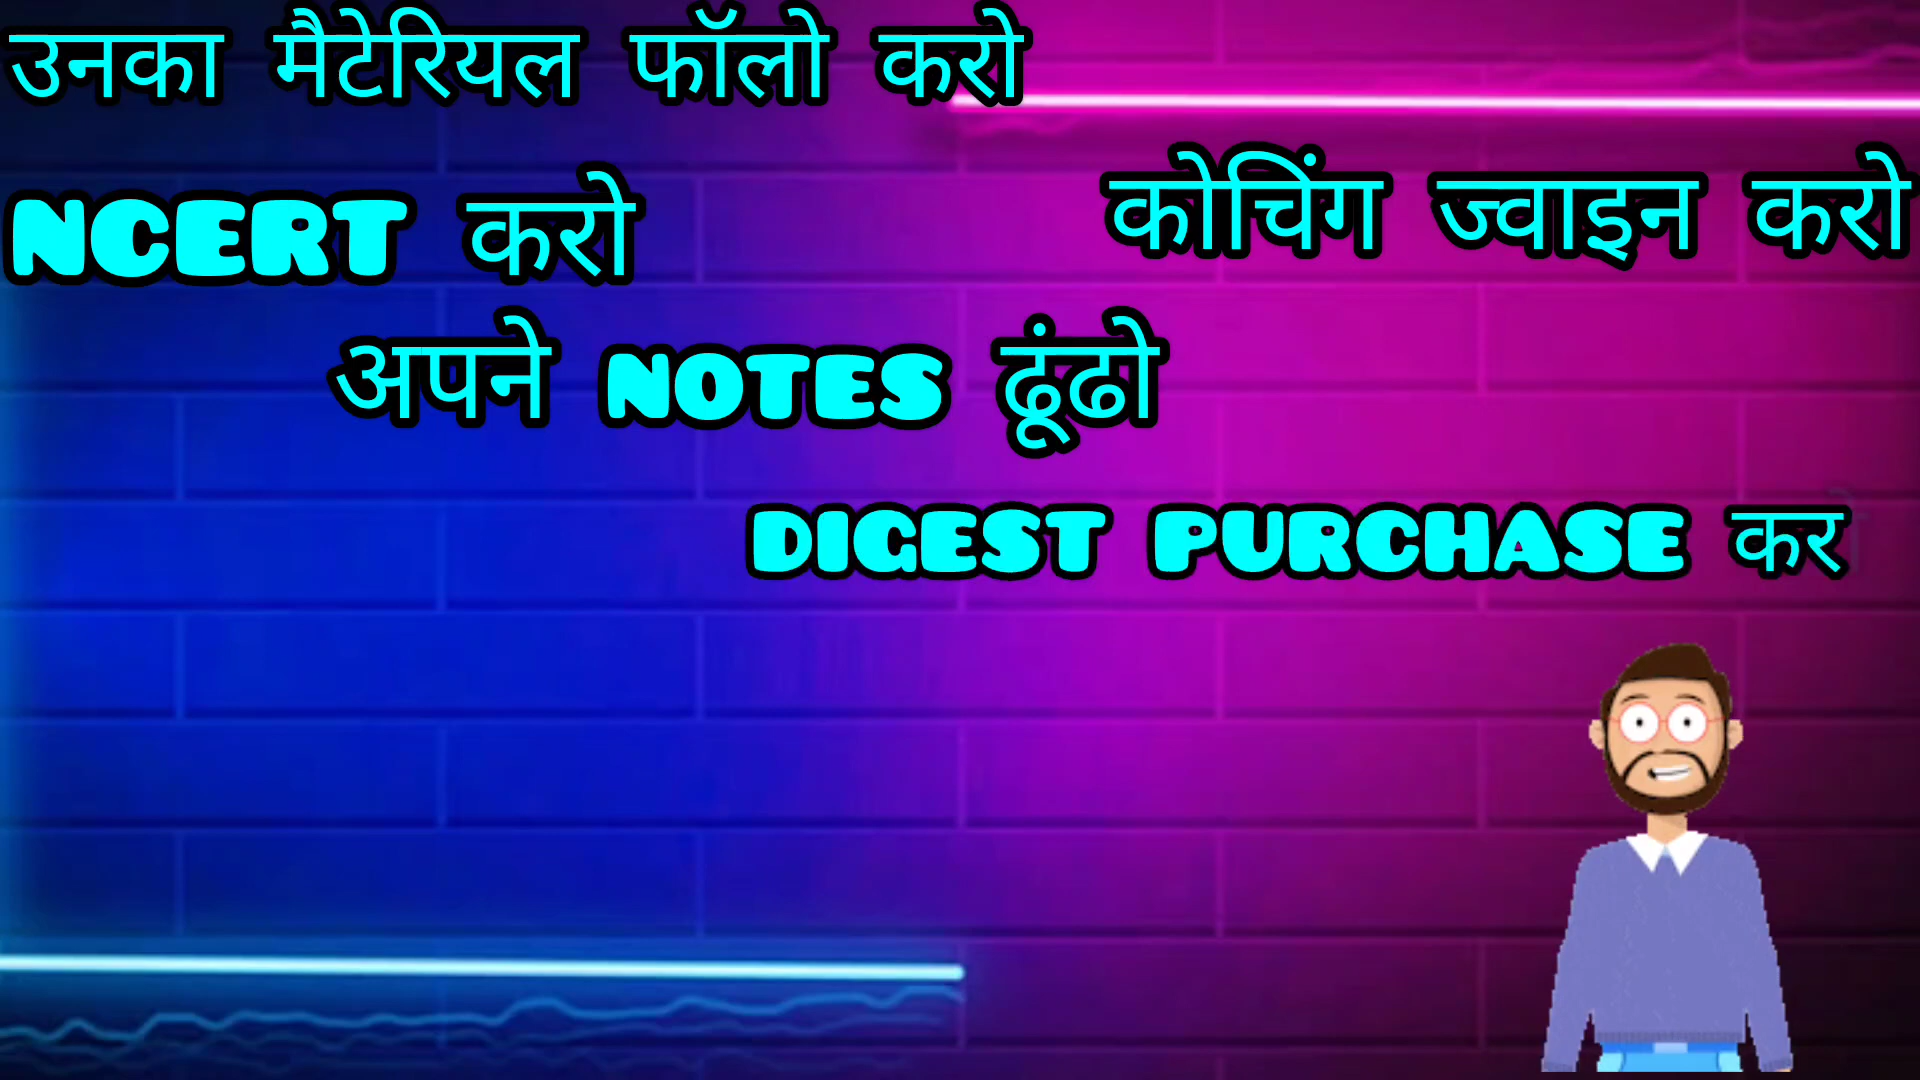 उनका मैटेरियल फॉलो करो
कोचिंग ज्वाइन करो
NCERT करो
अपने NOTES ढूंढो
DIGEST PURCHASE कर